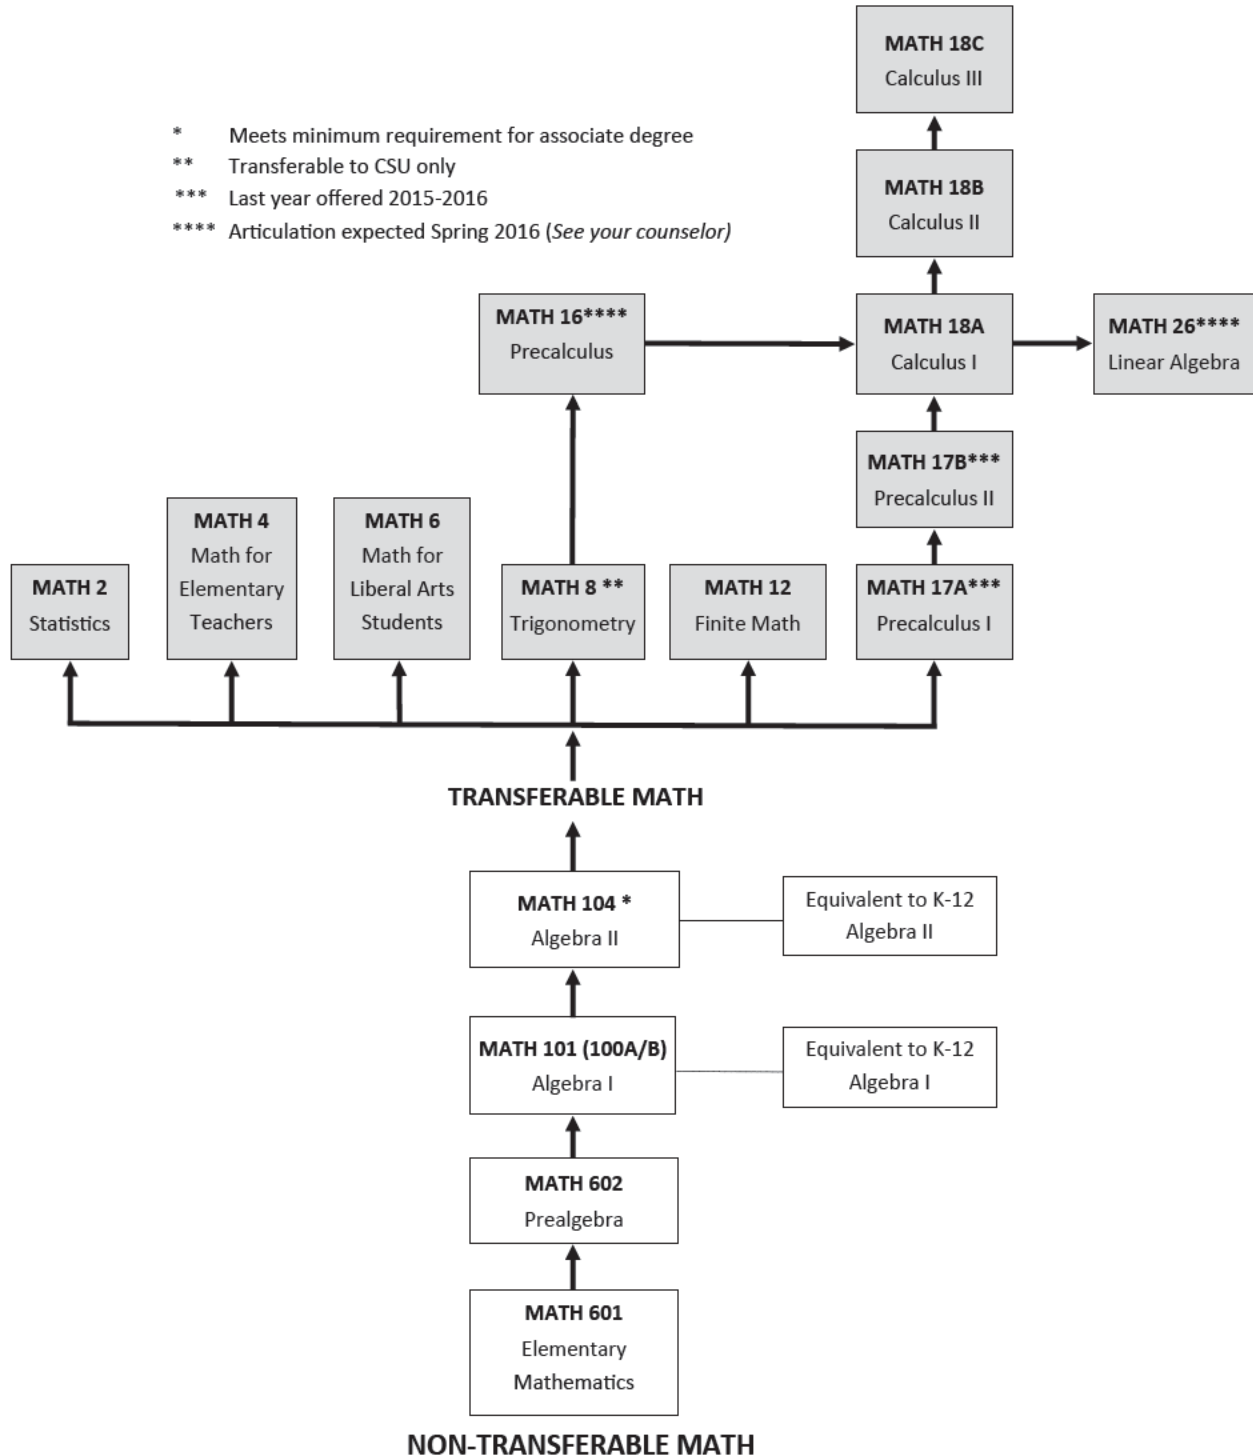 MATH 18C
Calculus III
* Meets minimum requirement for associate degree
** Transferable to CSU only
*** Last year offered 2015-2016
**** Articulation expected Spring 2016 (See your counselor)
MATH 18B
Calculus II
MATH 16****
Precalculus
MATH 18A
Calculus I
MATH 26****
Linear Algebra
MATH 17B***
Precalculus II
MATH 2
Statistics
MATH 4
Math for
Elementary
Teachers
MATH 6
Math for
Liberal Arts
Students
MATH 8 **
Trigonometry
MATH 12
Finite Math
MATH 17A***
Precalculus I
TRANSFERABLE MATH
MATH 104 *
Algebra II
Equivalent to K-12
Algebra II
MATH 101 (100A/B)
Algebra I
Equivalent to K-12
Algebra I
MATH 602
Prealgebra
MATH 601
Elementary
Mathematics
NON-TRANSFERABLE MATH